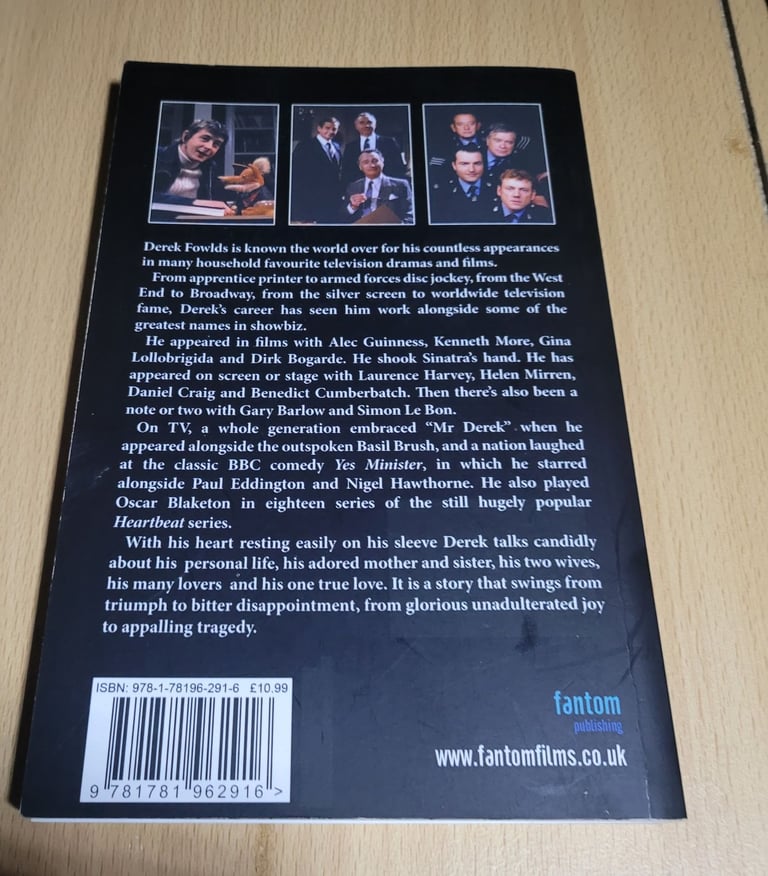 Derek Fowlds is known the world over for his countless appearances
in many household favourite television dramas and films.
From apprentice printer to armed forces disc jockey, from the West
End to Broadway, from the silver screen to worldwide television
fame, Derek's career has seen him work alongside some of the
greatest names in showbiz.
He appeared in films with Alec Guinness, Kenneth More, Gina
Lollobrigida and Dirk Bogarde. He shook Sinatra's hand. He has
appeared on screen or stage with Laurence Harvey, Helen Mirren,
Daniel Craig and Benedict Cumberbatch. Then there's also been a
note or two with Gary Barlow and Simon Le Bon.
On TV, a whole generation embraced "Mr Derek" when he
appeared alongside the outspoken Basil Brush, and a nation laughed
at the classic BBC comedy Yes Minister, in which he starred
alongside Paul Eddington and Nigel Hawthorne. He also played
Oscar Blaketon in eighteen series of the still hugely popular
Heartbeat series.
With his heart resting easily on his sleeve Derek talks candidly
about his personal life, his adored mother and sister, his two wives,
his many lovers and his one true love. It is a story that swings from
triumph to bitter disappointment, from glorious unadulterated joy
to appalling tragedy.
ISBN: 978-1-78196-291-6 £10.99
9 781781 962916 >
fantom
publishing
www.fantomfilms.co.uk